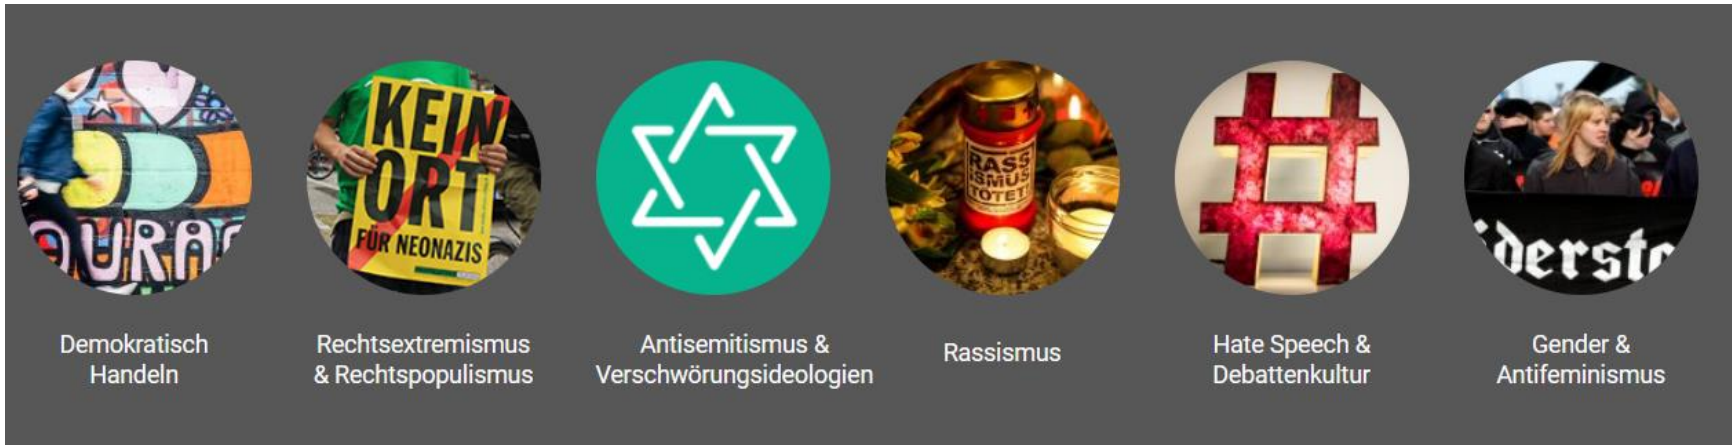 KEIN
ORT
FÜR NEONAZIS
RASS
ISMUS
TÖTET!
Demokratisch
Handeln
Rechtsextremismus
& Rechtspopulismus
Antisemitismus &
Verschwörungsideologien
Rassismus
Hate Speech &
Debattenkultur
Gender &
Antifeminismus